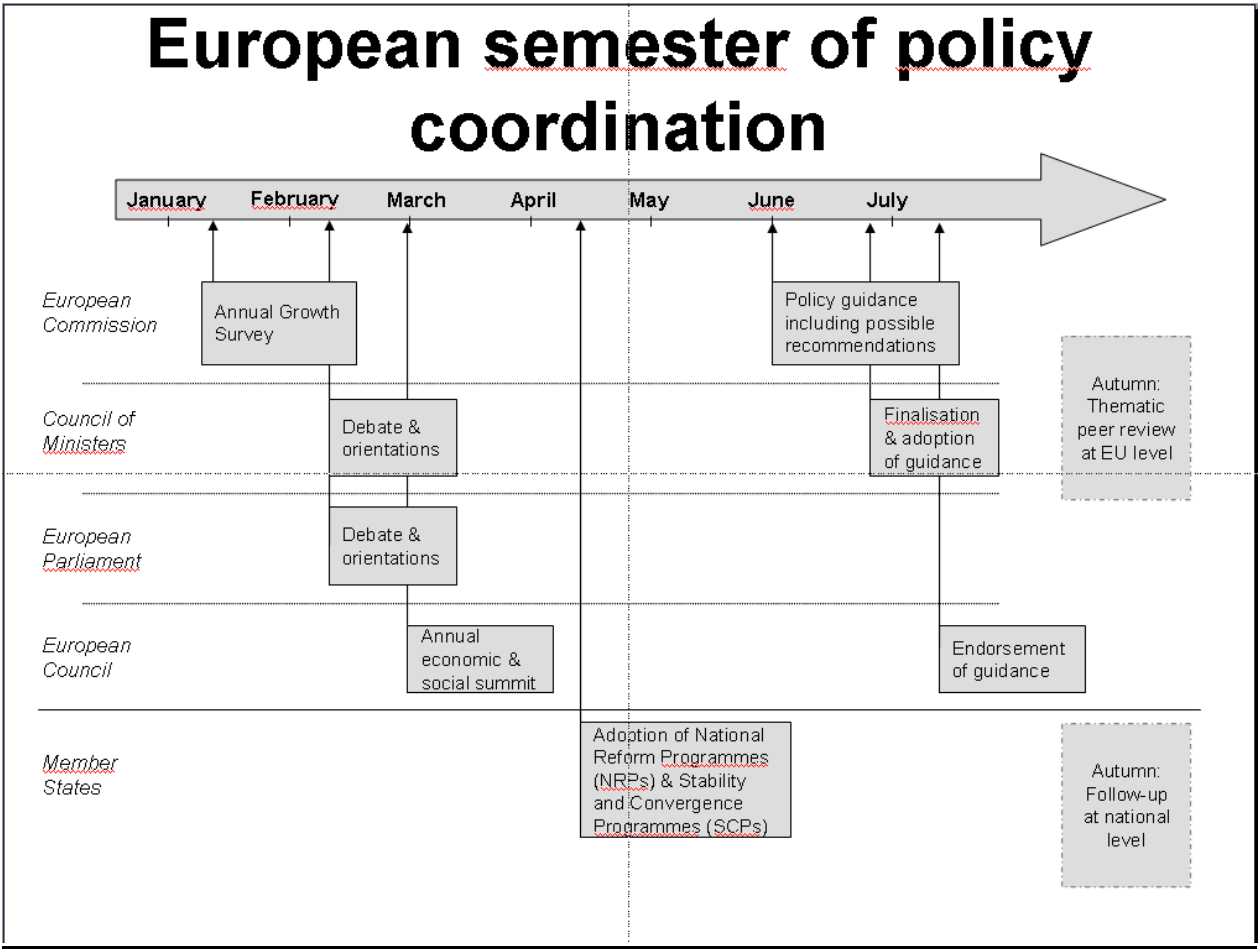 European semester of policy
coordination
January February March April May June July
European
Commission
Annual Growth
Survey
Policy guidance
including possible
recommendations
Council of
Ministers
Debate &
orientations
Finalisation
& adoption
of guidance
Autumn:
Thematic
peer review
at EU level
European
Parliament
Debate &
orientations
European
Council
Annual
economic &
social summit
Endorsement
of guidance
Member
States
Adoption of National
Reform Programmes
(NRPs) & Stability
and Convergence
Programmes (SCPs)
Autumn:
Follow-up
at national
level